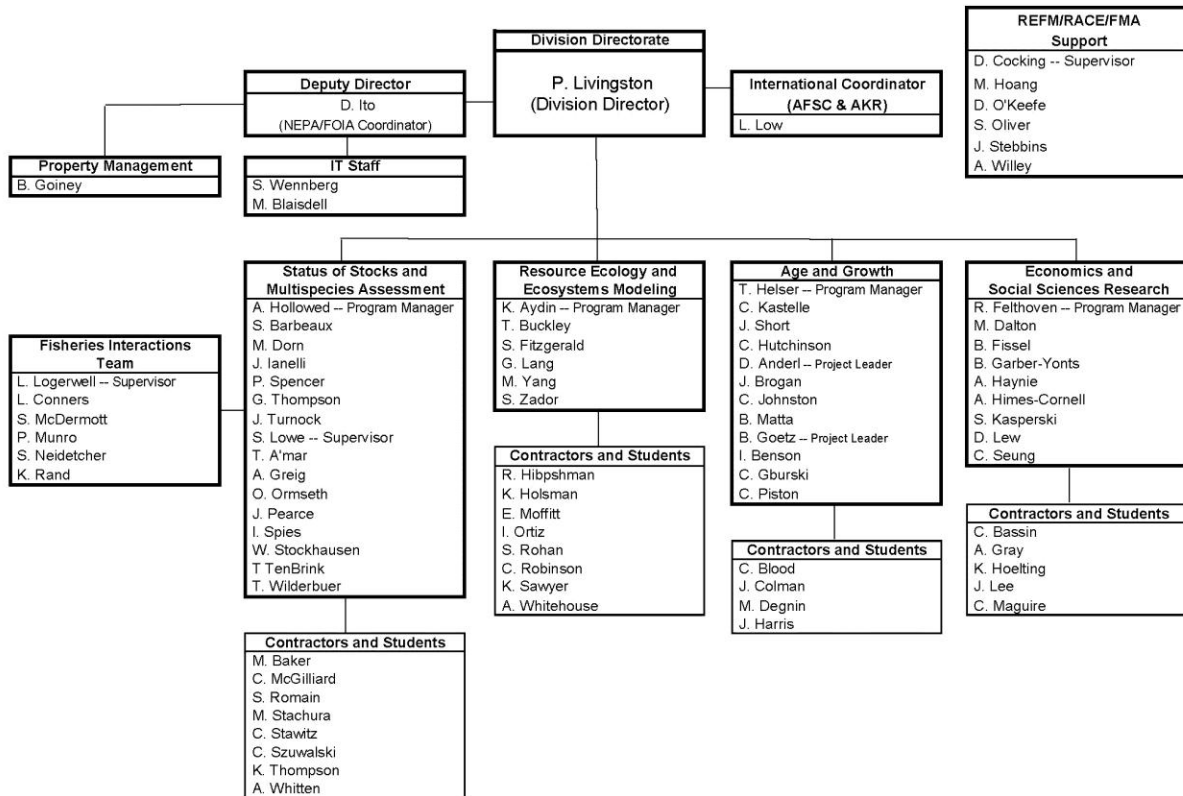 Division Directorate
P. Livingston
(Division Director)
Deputy Director
D. Ito
(NEPA/FOIA Coordinator)
International Coordinator
(AFSC & AKR)
L. Low
REFM/RACE/FMA
Support
D. Cocking -- Supervisor
M. Hoang
D. O'Keefe
S. Oliver
J. Stebbins
A. Willey
Property Management
B. Goiney
IT Staff
S. Wennberg
M. Blaisdell
Fisheries Interactions
Team
L. Logerwell -- Supervisor
L. Conners
S. McDermott
P. Munro
S. Neidetcher
K. Rand
Status of Stocks and
Multispecies Assessment
A. Hollowed -- Program Manager
S. Barbeaux
M. Dorn
J. Ianelli
P. Spencer
G. Thompson
J. Turnock
S. Lowe -- Supervisor
T. A'mar
A. Greig
O. Ormseth
J. Pearce
I. Spies
W. Stockhausen
T TenBrink
T. Wilderbuer
Contractors and Students
M. Baker
C. McGilliard
S. Romain
M. Stachura
C. Stawitz
C. Szuwalski
K. Thompson
A. Whitten
Resource Ecology and
Ecosystems Modeling
K. Aydin -- Program Manager
T. Buckley
S. Fitzgerald
G. Lang
M. Yang
S. Zador
Contractors and Students
R. Hibpshman
K. Holsman
E. Moffitt
I. Ortiz
S. Rohan
C. Robinson
K. Sawyer
A. Whitehouse
Age and Growth
T. Helser -- Program Manager
C. Kastelle
J. Short
C. Hutchinson
D. Anderl -- Project Leader
J. Brogan
C. Johnston
B. Matta
B. Goetz -- Project Leader
I. Benson
C. Gburski
C. Piston
Contractors and Students
C. Blood
J. Colman
M. Degnin
J. Harris
Economics and
Social Sciences Research
R. Felthoven -- Program Manager
M. Dalton
B. Fissel
B. Garber-Yonts
A. Haynie
A. Himes-Cornell
S. Kasperski
D. Lew
C. Seung
Contractors and Students
C. Bassin
A. Gray
K. Hoelting
J. Lee
C. Maguire